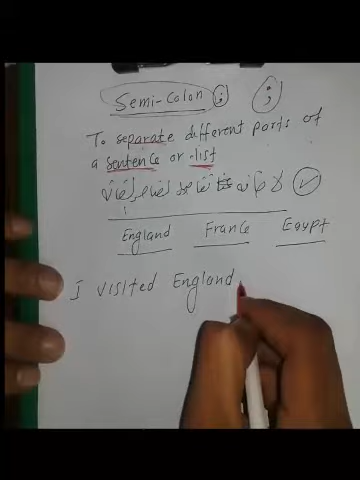 Semi-Colon ;
;
To separate different parts of
a sentence or list
England France Egypt
I visited England